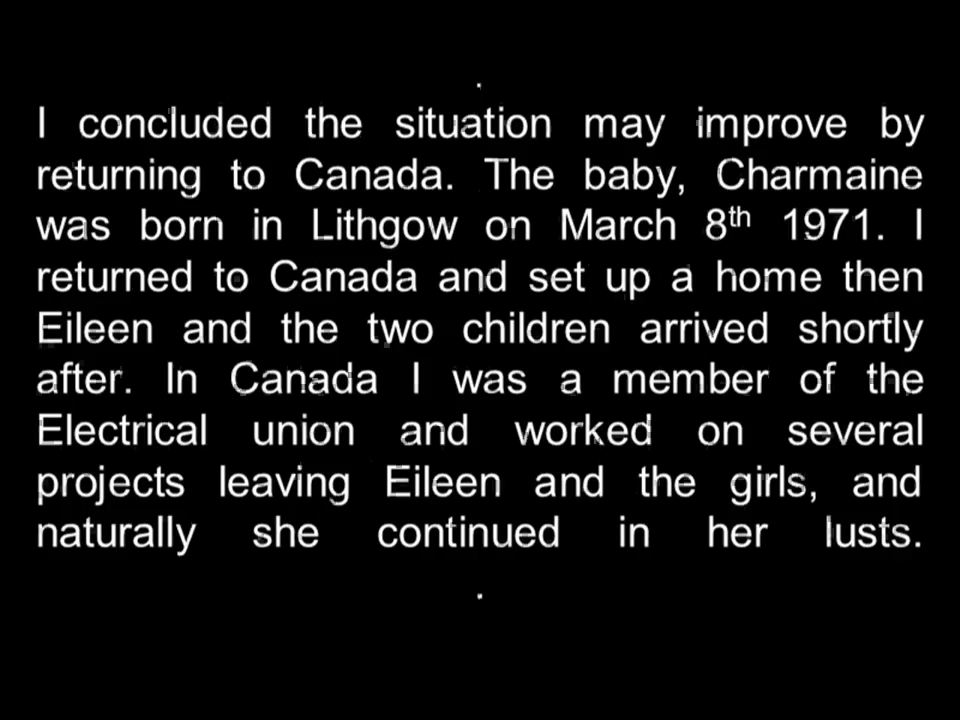 I concluded the situation may improve by
returning to Canada. The baby, Charmaine
was born in Lithgow on March 8th 1971. I
returned to Canada and set up a home then
Eileen and the two children arrived shortly
after. In Canada I was a member of the
Electrical union and worked on several
projects leaving Eileen and the girls, and
naturally she continued in her lusts.